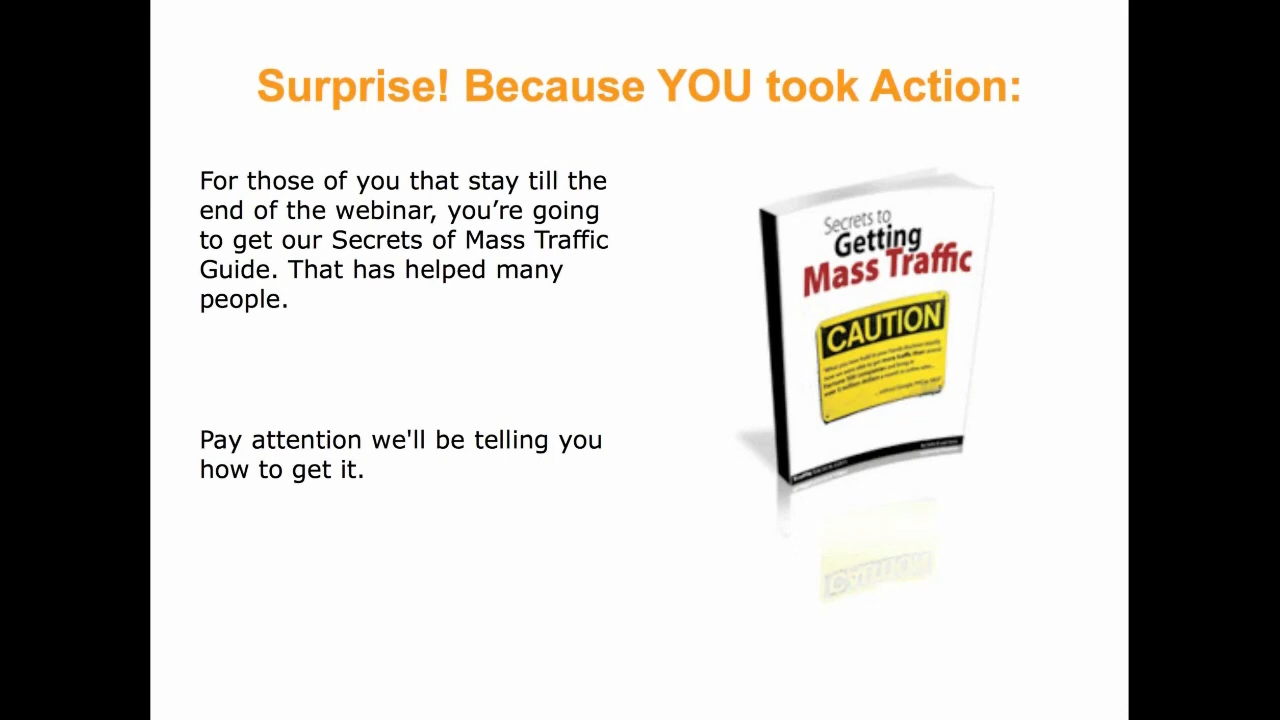 Surprise! Because YOU took Action:
For those of you that stay till the
end of the webinar, you’re going
to get our Secrets of Mass Traffic
Guide. That has helped many
people.
Pay attention we'll be telling you
how to get it.
Secrets to
Getting
Mass Traffic
CAUTION